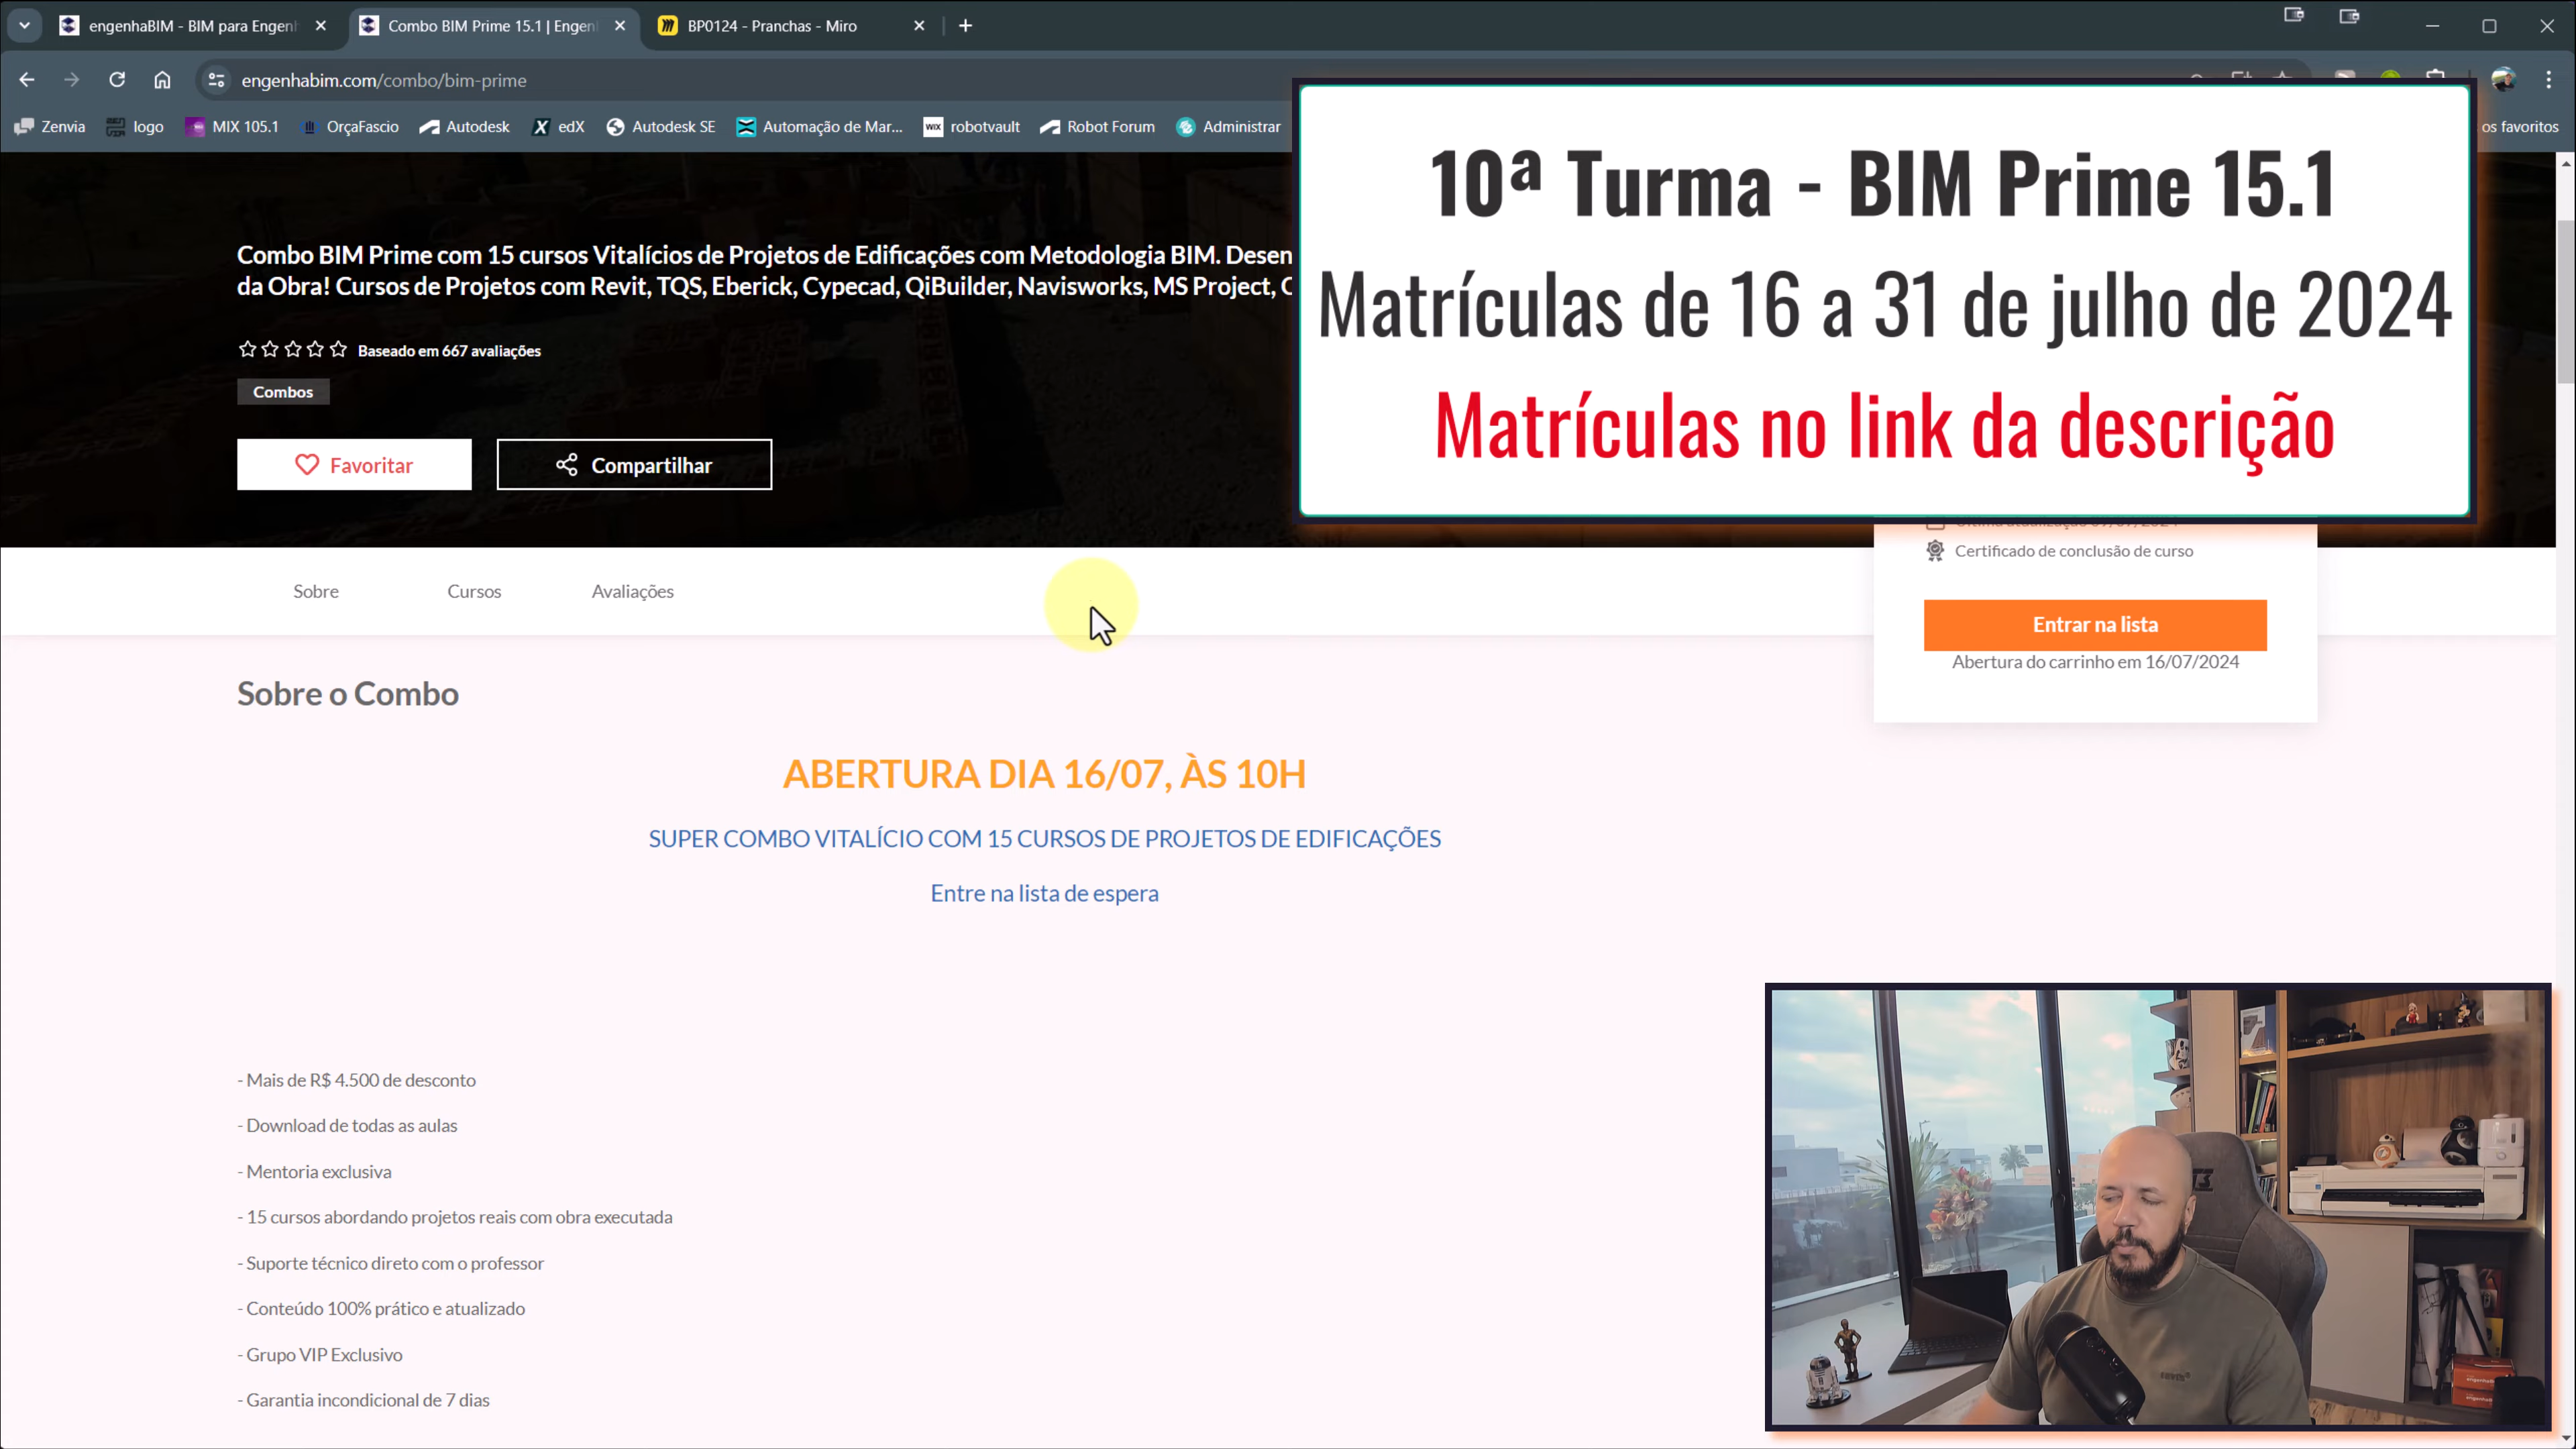 engenhaBIM - BIM para Engenh
Combo BIM Prime 15.1 | Engen
BP0124 - Pranchas - Miro
engenhabim.com/combo/bim-prime
Zenvia
logo
MIX 105.1
OrçaFascio
Autodesk
edX
Autodesk SE
Automação de Mar...
WIX
robotvault
Robot Forum
Administrar
os favoritos
10ª Turma - BIM Prime 15.1
Matrículas de 16 a 31 de julho de 2024
Matrículas no link da descrição
Combo BIM Prime com 15 cursos Vitalícios de Projetos de Edificações com Metodologia BIM. Desen
da Obra! Cursos de Projetos com Revit, TQS, Eberick, Cypecad, QiBuilder, Navisworks, MS Project, C
Baseado em 667 avaliações
Combos
Favoritar
Compartilhar
Certificado de conclusão de curso
Entrar na lista
Abertura do carrinho em 16/07/2024
Sobre
Cursos
Avaliações
Sobre o Combo
ABERTURA DIA 16/07, ÀS 10H
SUPER COMBO VITALÍCIO COM 15 CURSOS DE PROJETOS DE EDIFICAÇÕES
Entre na lista de espera
- Mais de R$ 4.500 de desconto
- Download de todas as aulas
- Mentoria exclusiva
- 15 cursos abordando projetos reais com obra executada
- Suporte técnico direto com o professor
- Conteúdo 100% prático e atualizado
- Grupo VIP Exclusivo
- Garantia incondicional de 7 dias